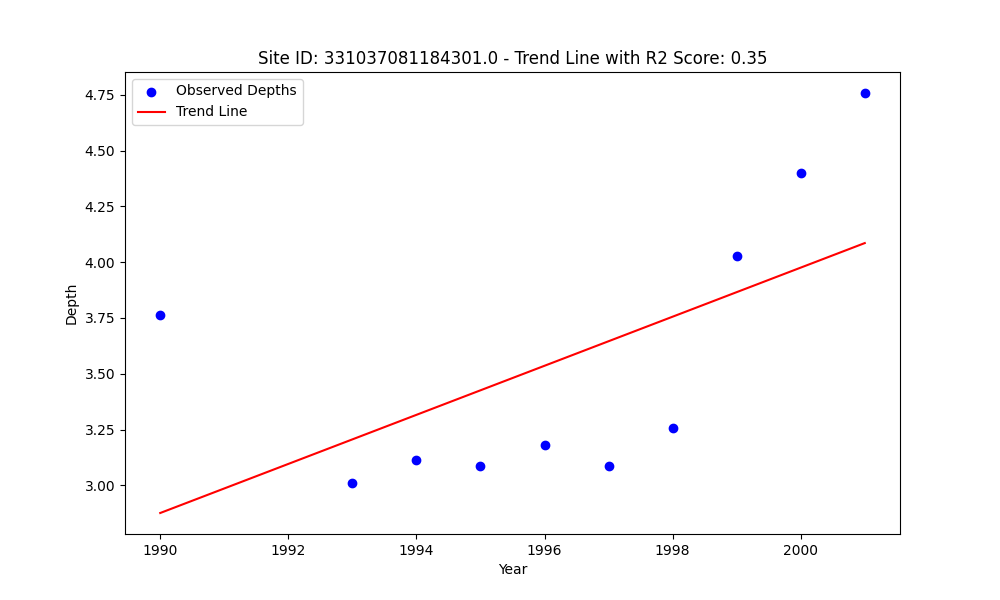 Site ID: 331037081184301.0 - Trend Line with R2 Score: 0.35
Observed Depths
Trend Line
4.75
4.50
4.25
4.00
3.75
3.50
3.25
3.00
Depth
1990
1992
1994
1996
1998
2000
Year